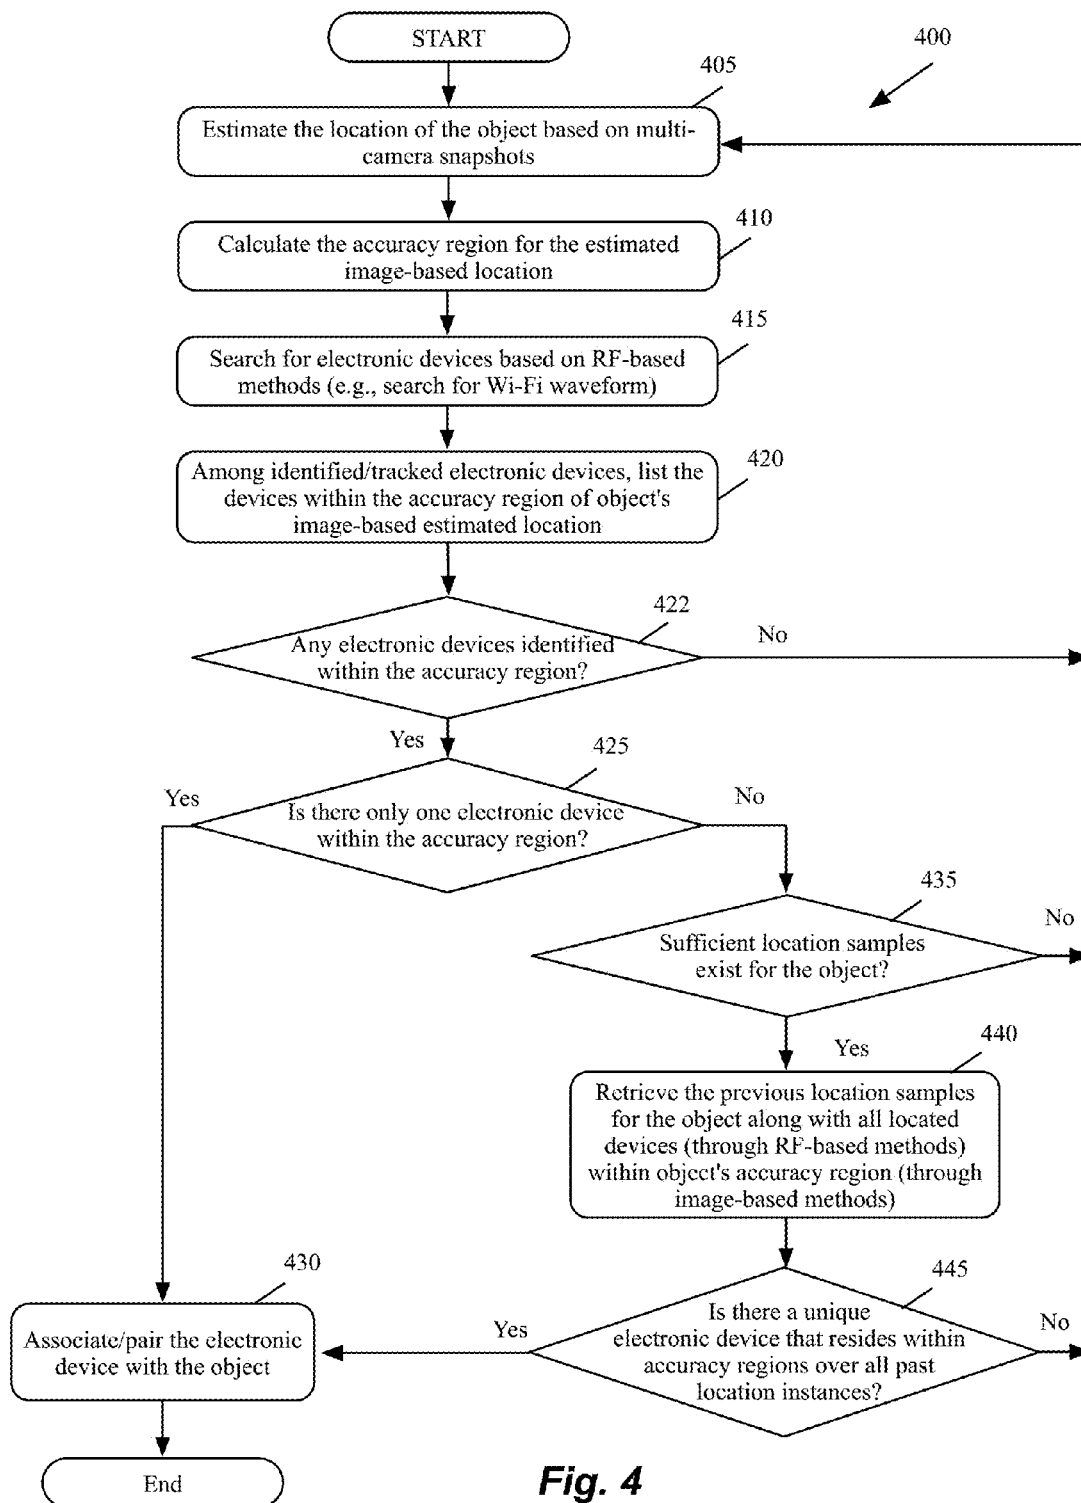 START
400
405
Estimate the location of the object based on multi-
camera snapshots
410
Calculate the accuracy region for the estimated
image-based location
415
Search for electronic devices based on RF-based
methods (e.g., search for Wi-Fi waveform)
420
Among identified/tracked electronic devices, list the
devices within the accuracy region of object's
image-based estimated location
422
Any electronic devices identified
within the accuracy region?
No
Yes
425
Is there only one electronic device
within the accuracy region?
Yes
No
435
Sufficient location samples
exist for the object?
No
Yes
440
Retrieve the previous location samples
for the object along with all located
devices (through RF-based methods)
within object's accuracy region (through
image-based methods)
445
Is there a unique
electronic device that resides within
accuracy regions over all past
location instances?
Yes
No
430
Associate/pair the electronic
device with the object
End
Fig. 4